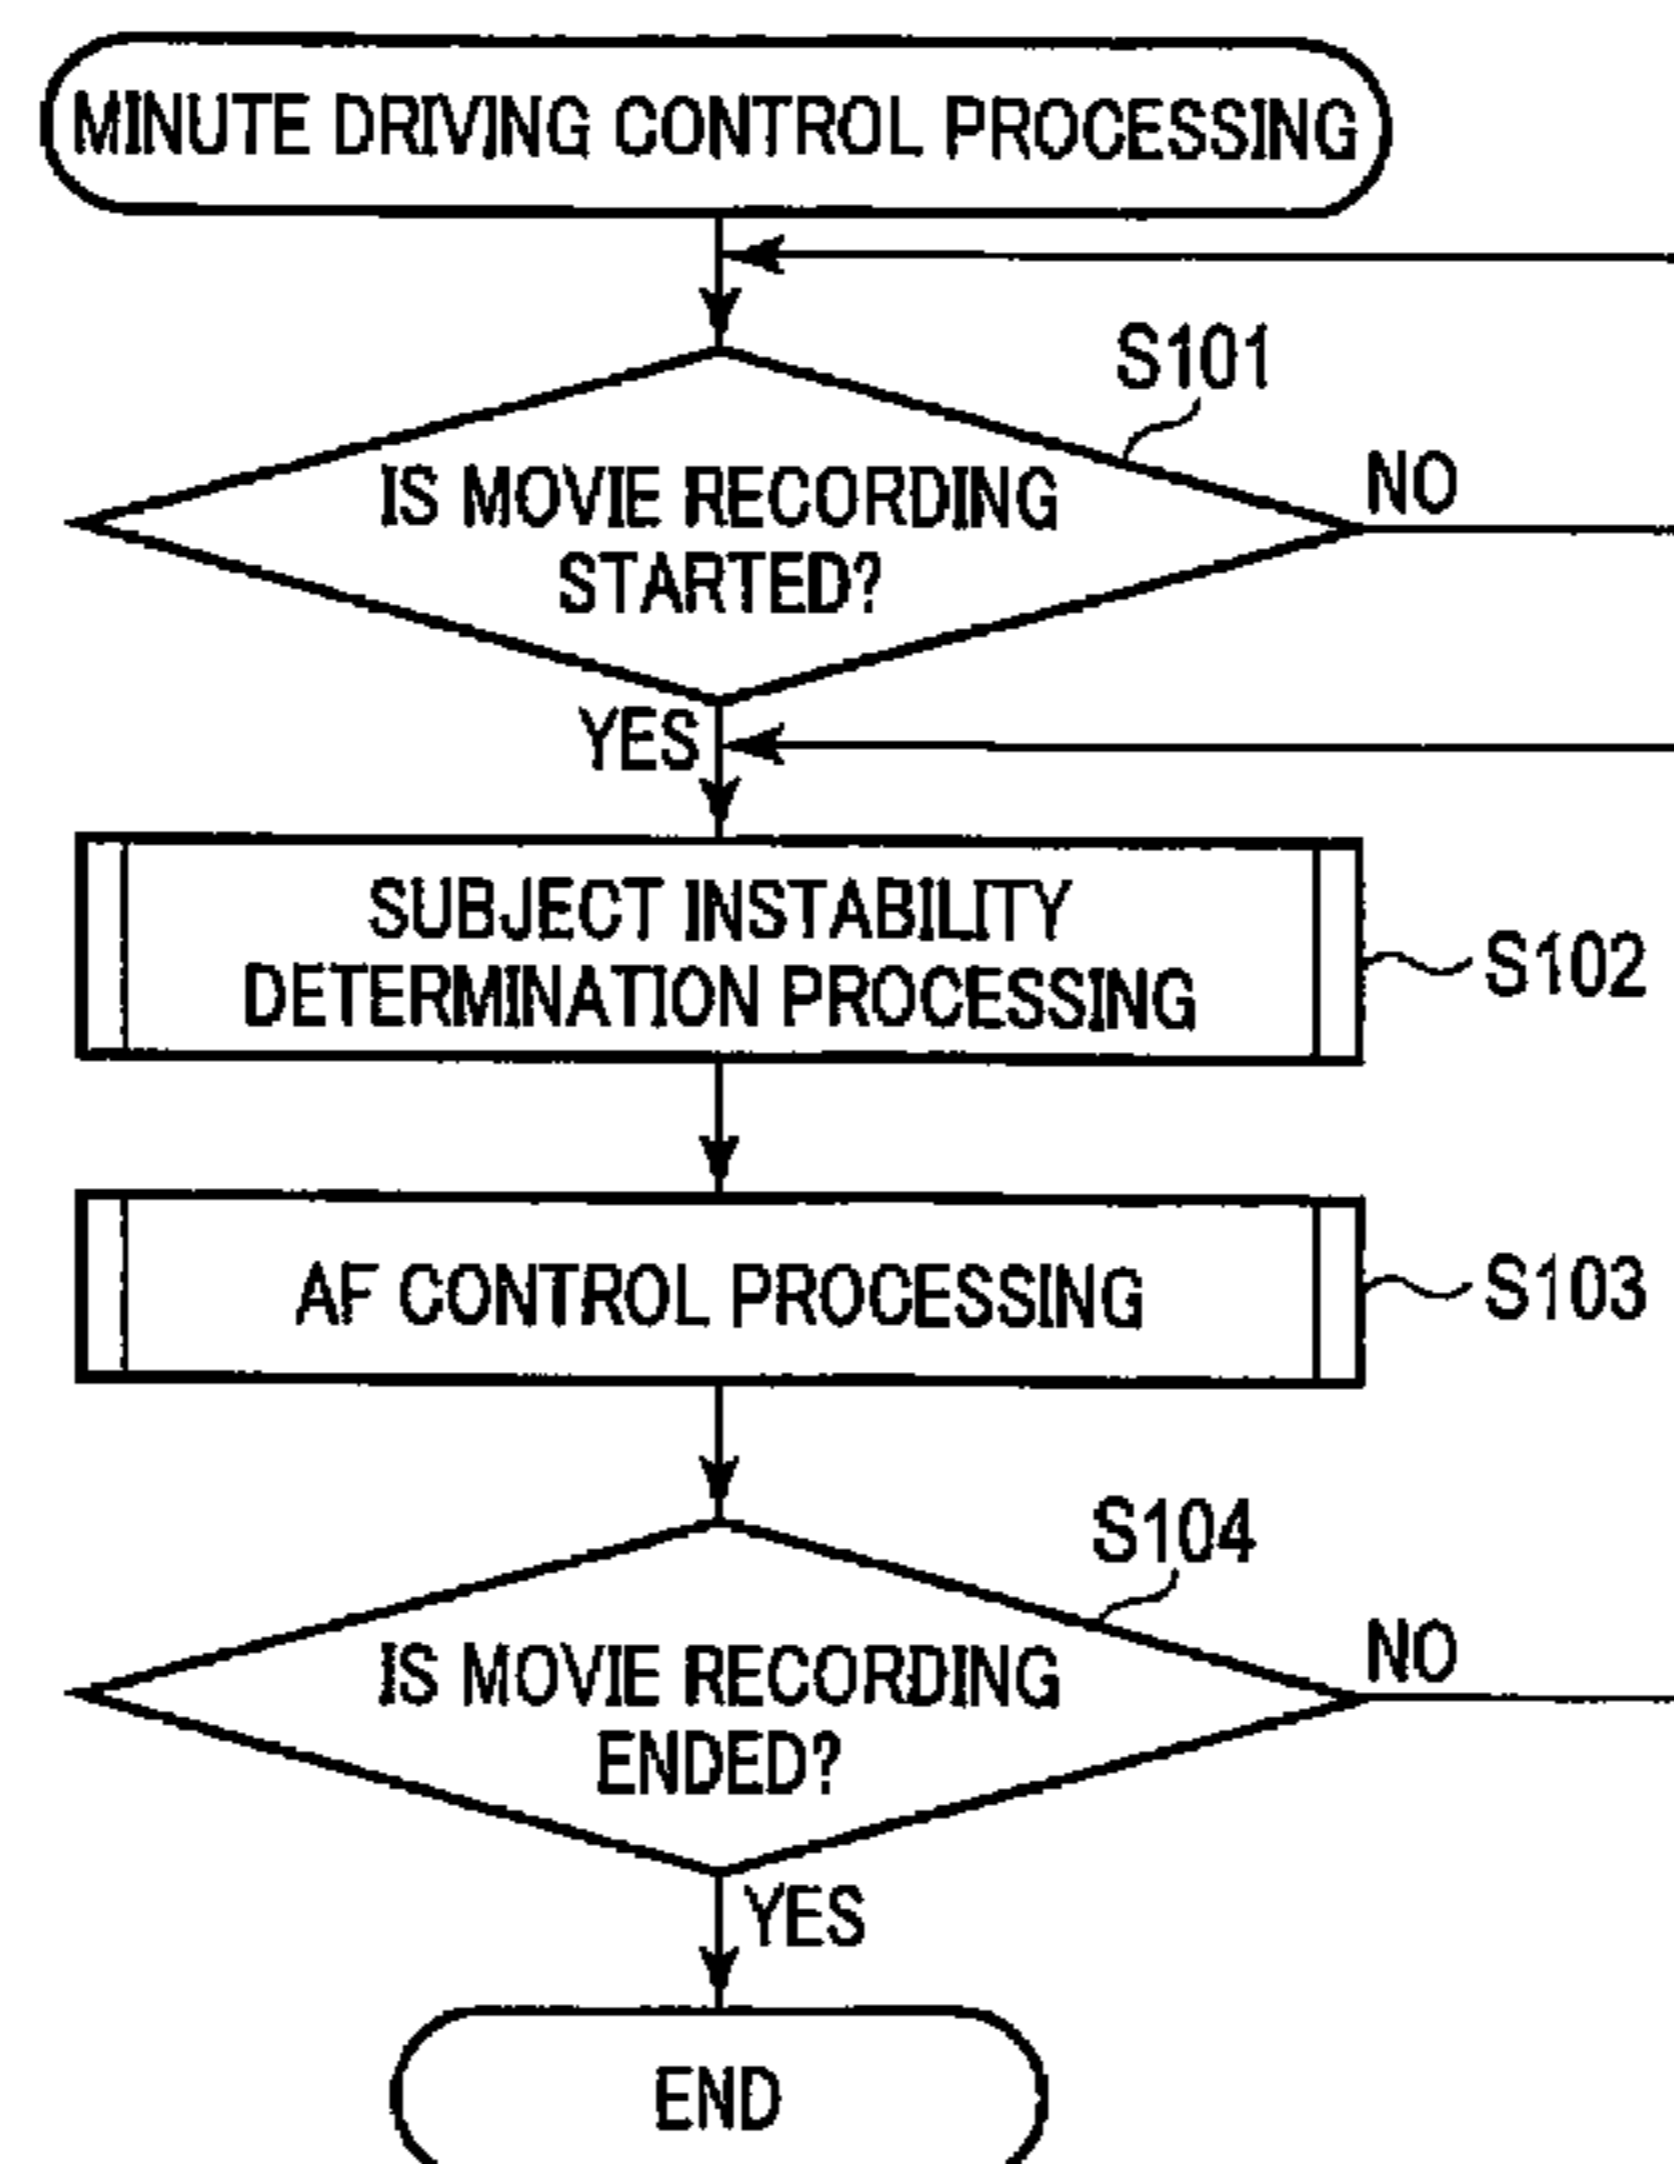 MINUTE DRIVING CONTROL PROCESSING
S101
IS MOVIE RECORDING
STARTED?
NO
YES
SUBJECT INSTABILITY
DETERMINATION PROCESSING
S102
AF CONTROL PROCESSING
S103
S104
IS MOVIE RECORDING
ENDED?
NO
YES
END